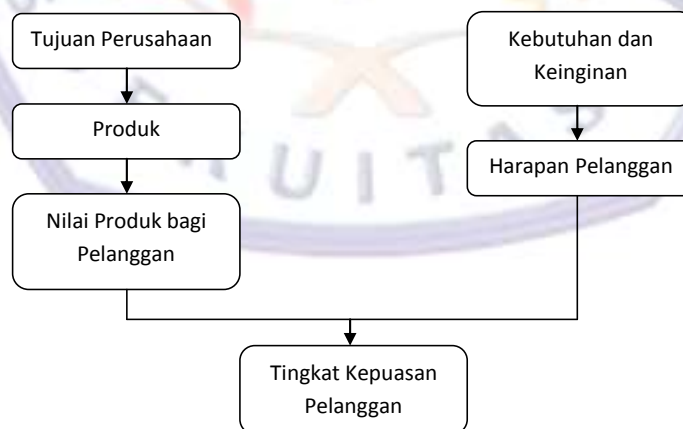 Tujuan Perusahaan
Produk
Nilai Produk bagi
Pelanggan
Kebutuhan dan
Keinginan
Harapan Pelanggan
Tingkat Kepuasan
Pelanggan